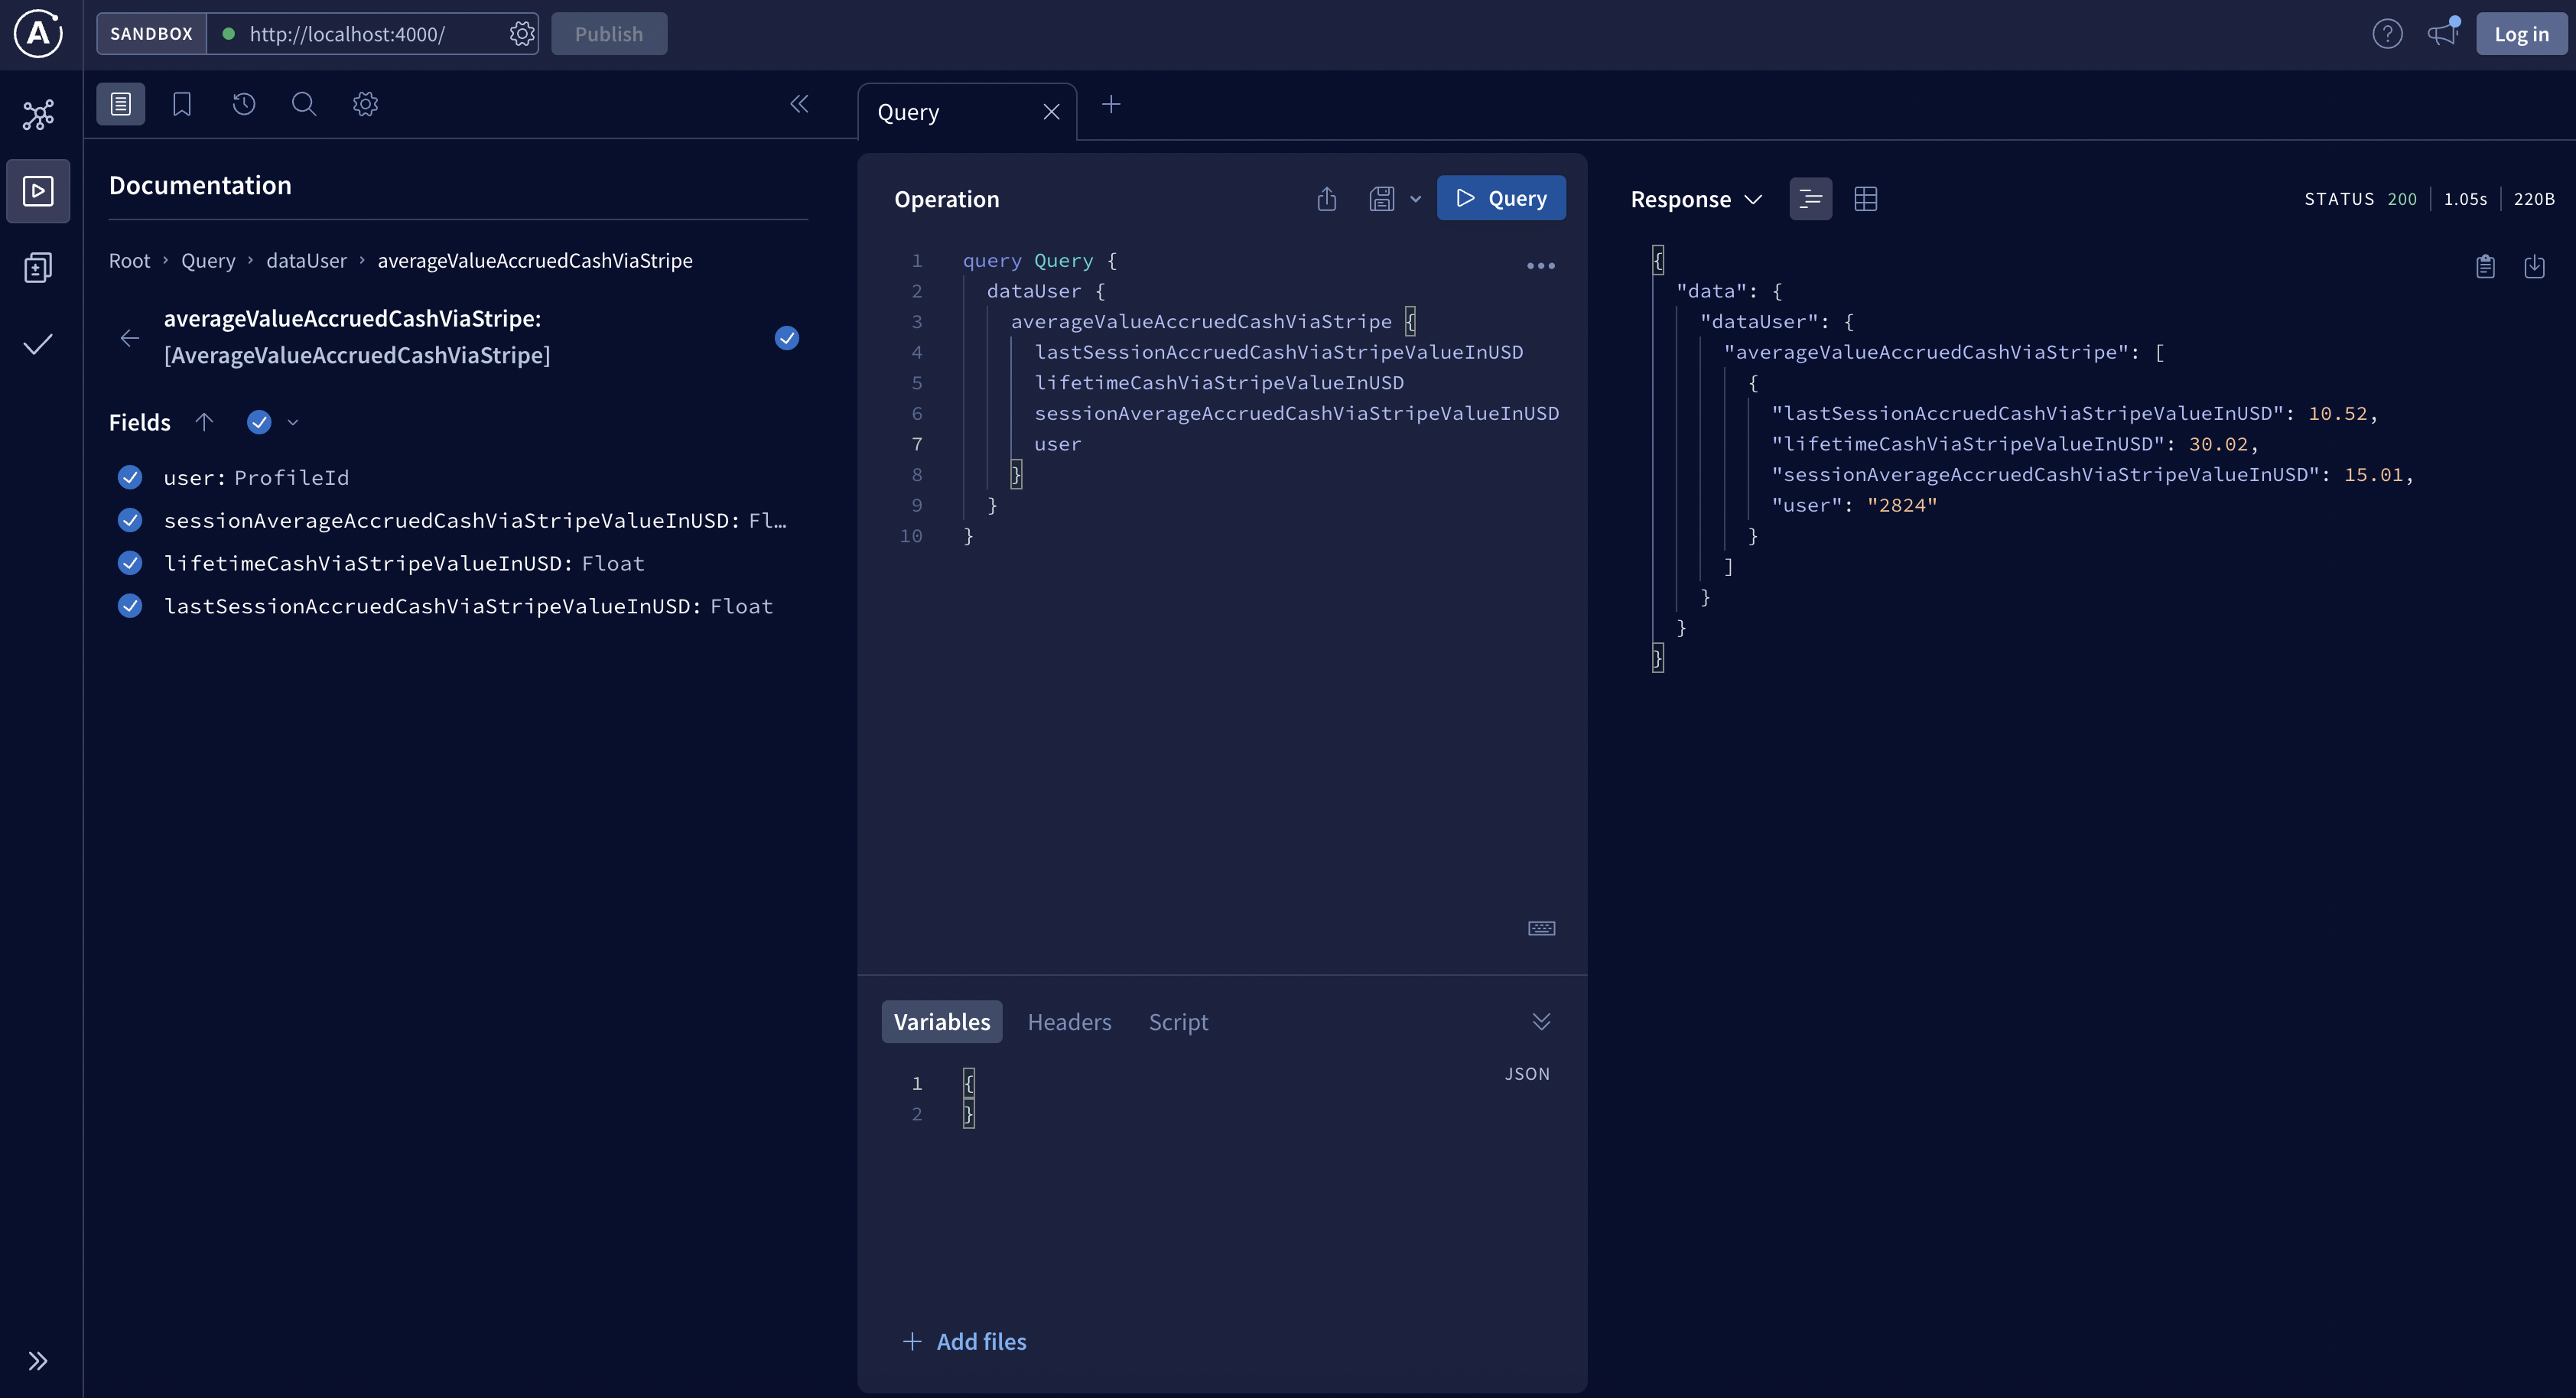 SANDBOX http://localhost:4000/ Publish Log in
Documentation
Root › Query › dataUser › averageValueAccruedCashViaStripe
averageValueAccruedCashViaStripe:
[AverageValueAccruedCashViaStripe]
Fields
user: ProfileId
sessionAverageAccruedCashViaStripeValueInUSD: Fl…
lifetimeCashViaStripeValueInUSD: Float
lastSessionAccruedCashViaStripeValueInUSD: Float
Query
Operation
Query
1 query Query {
2 dataUser {
3 averageValueAccruedCashViaStripe {
4 lastSessionAccruedCashViaStripeValueInUSD
5 lifetimeCashViaStripeValueInUSD
6 sessionAverageAccruedCashViaStripeValueInUSD
7 user
8 }
9 }
10 }
Variables Headers Script
JSON
1 {
2 }
Add files
Response STATUS 200 1.05s 220B
{
"data": {
"dataUser": {
"averageValueAccruedCashViaStripe": [
{
"lastSessionAccruedCashViaStripeValueInUSD": 10.52,
"lifetimeCashViaStripeValueInUSD": 30.02,
"sessionAverageAccruedCashViaStripeValueInUSD": 15.01,
"user": "2824"
}
]
}
}
}